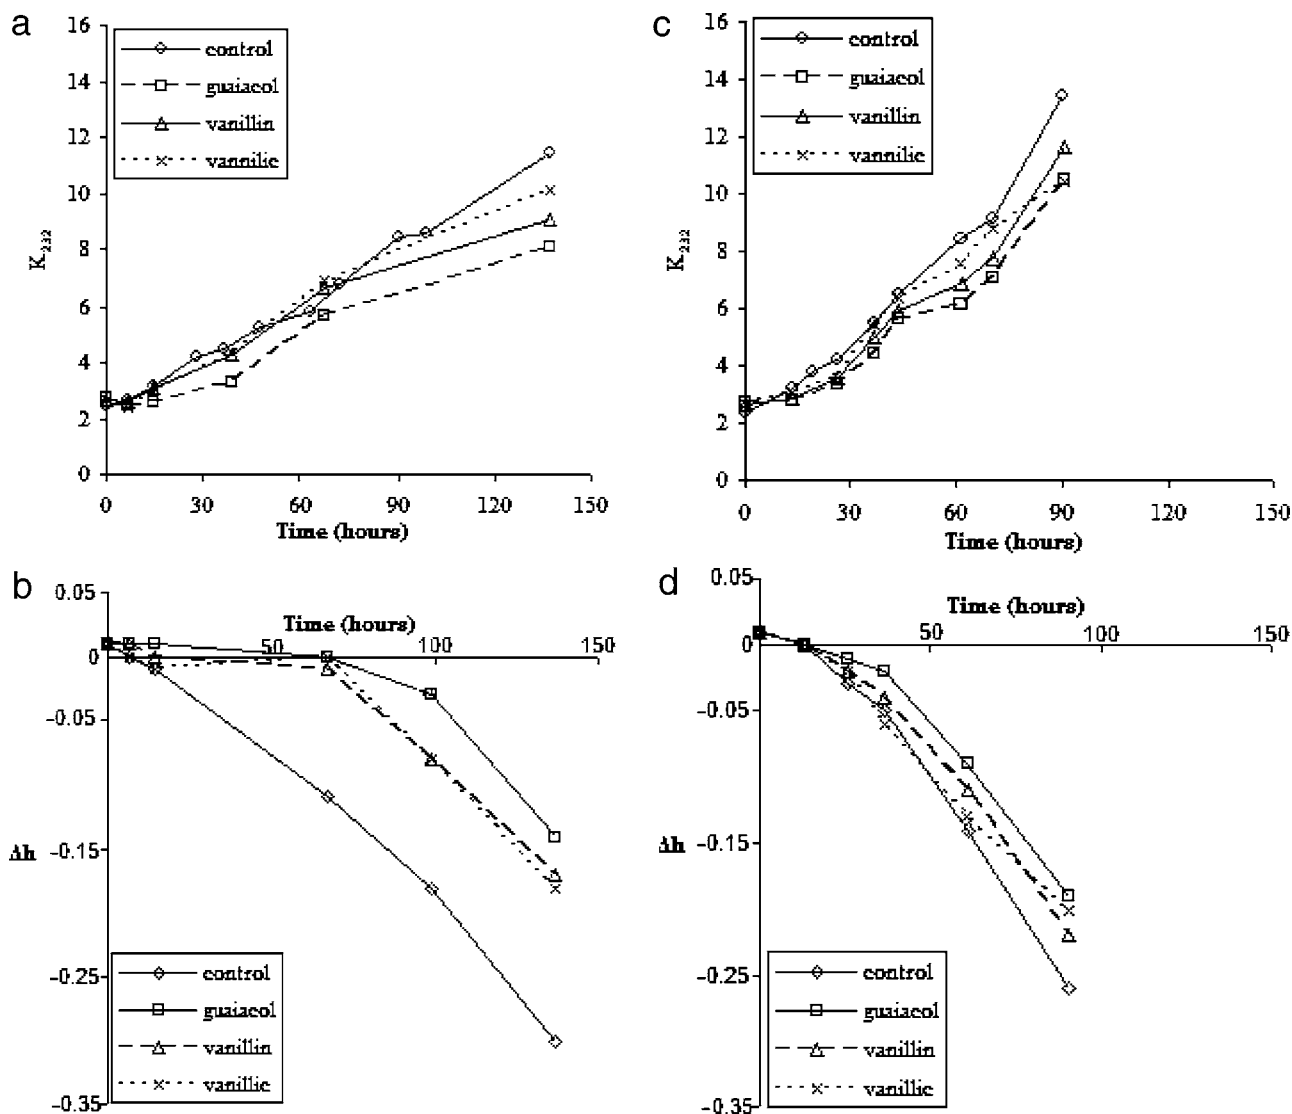 a
16
14
12
10
8
6
4
2
0
K232
control
guaiacol
vanillin
vannilic
0 30 60 90 120 150
Time (hours)
c
16
14
12
10
8
6
4
2
0
K232
control
guaiacol
vanillin
vannilic
0 30 60 90 120 150
Time (hours)
b
0.05
0
-0.05
-0.15
-0.25
-0.35
Δh
Time (hours)
50 100 150
control
guaiacol
vanillin
vanillic
d
0.05
0
-0.05
-0.15
-0.25
-0.35
Δh
Time (hours)
50 100 150
control
guaiacol
vanillin
vanillic